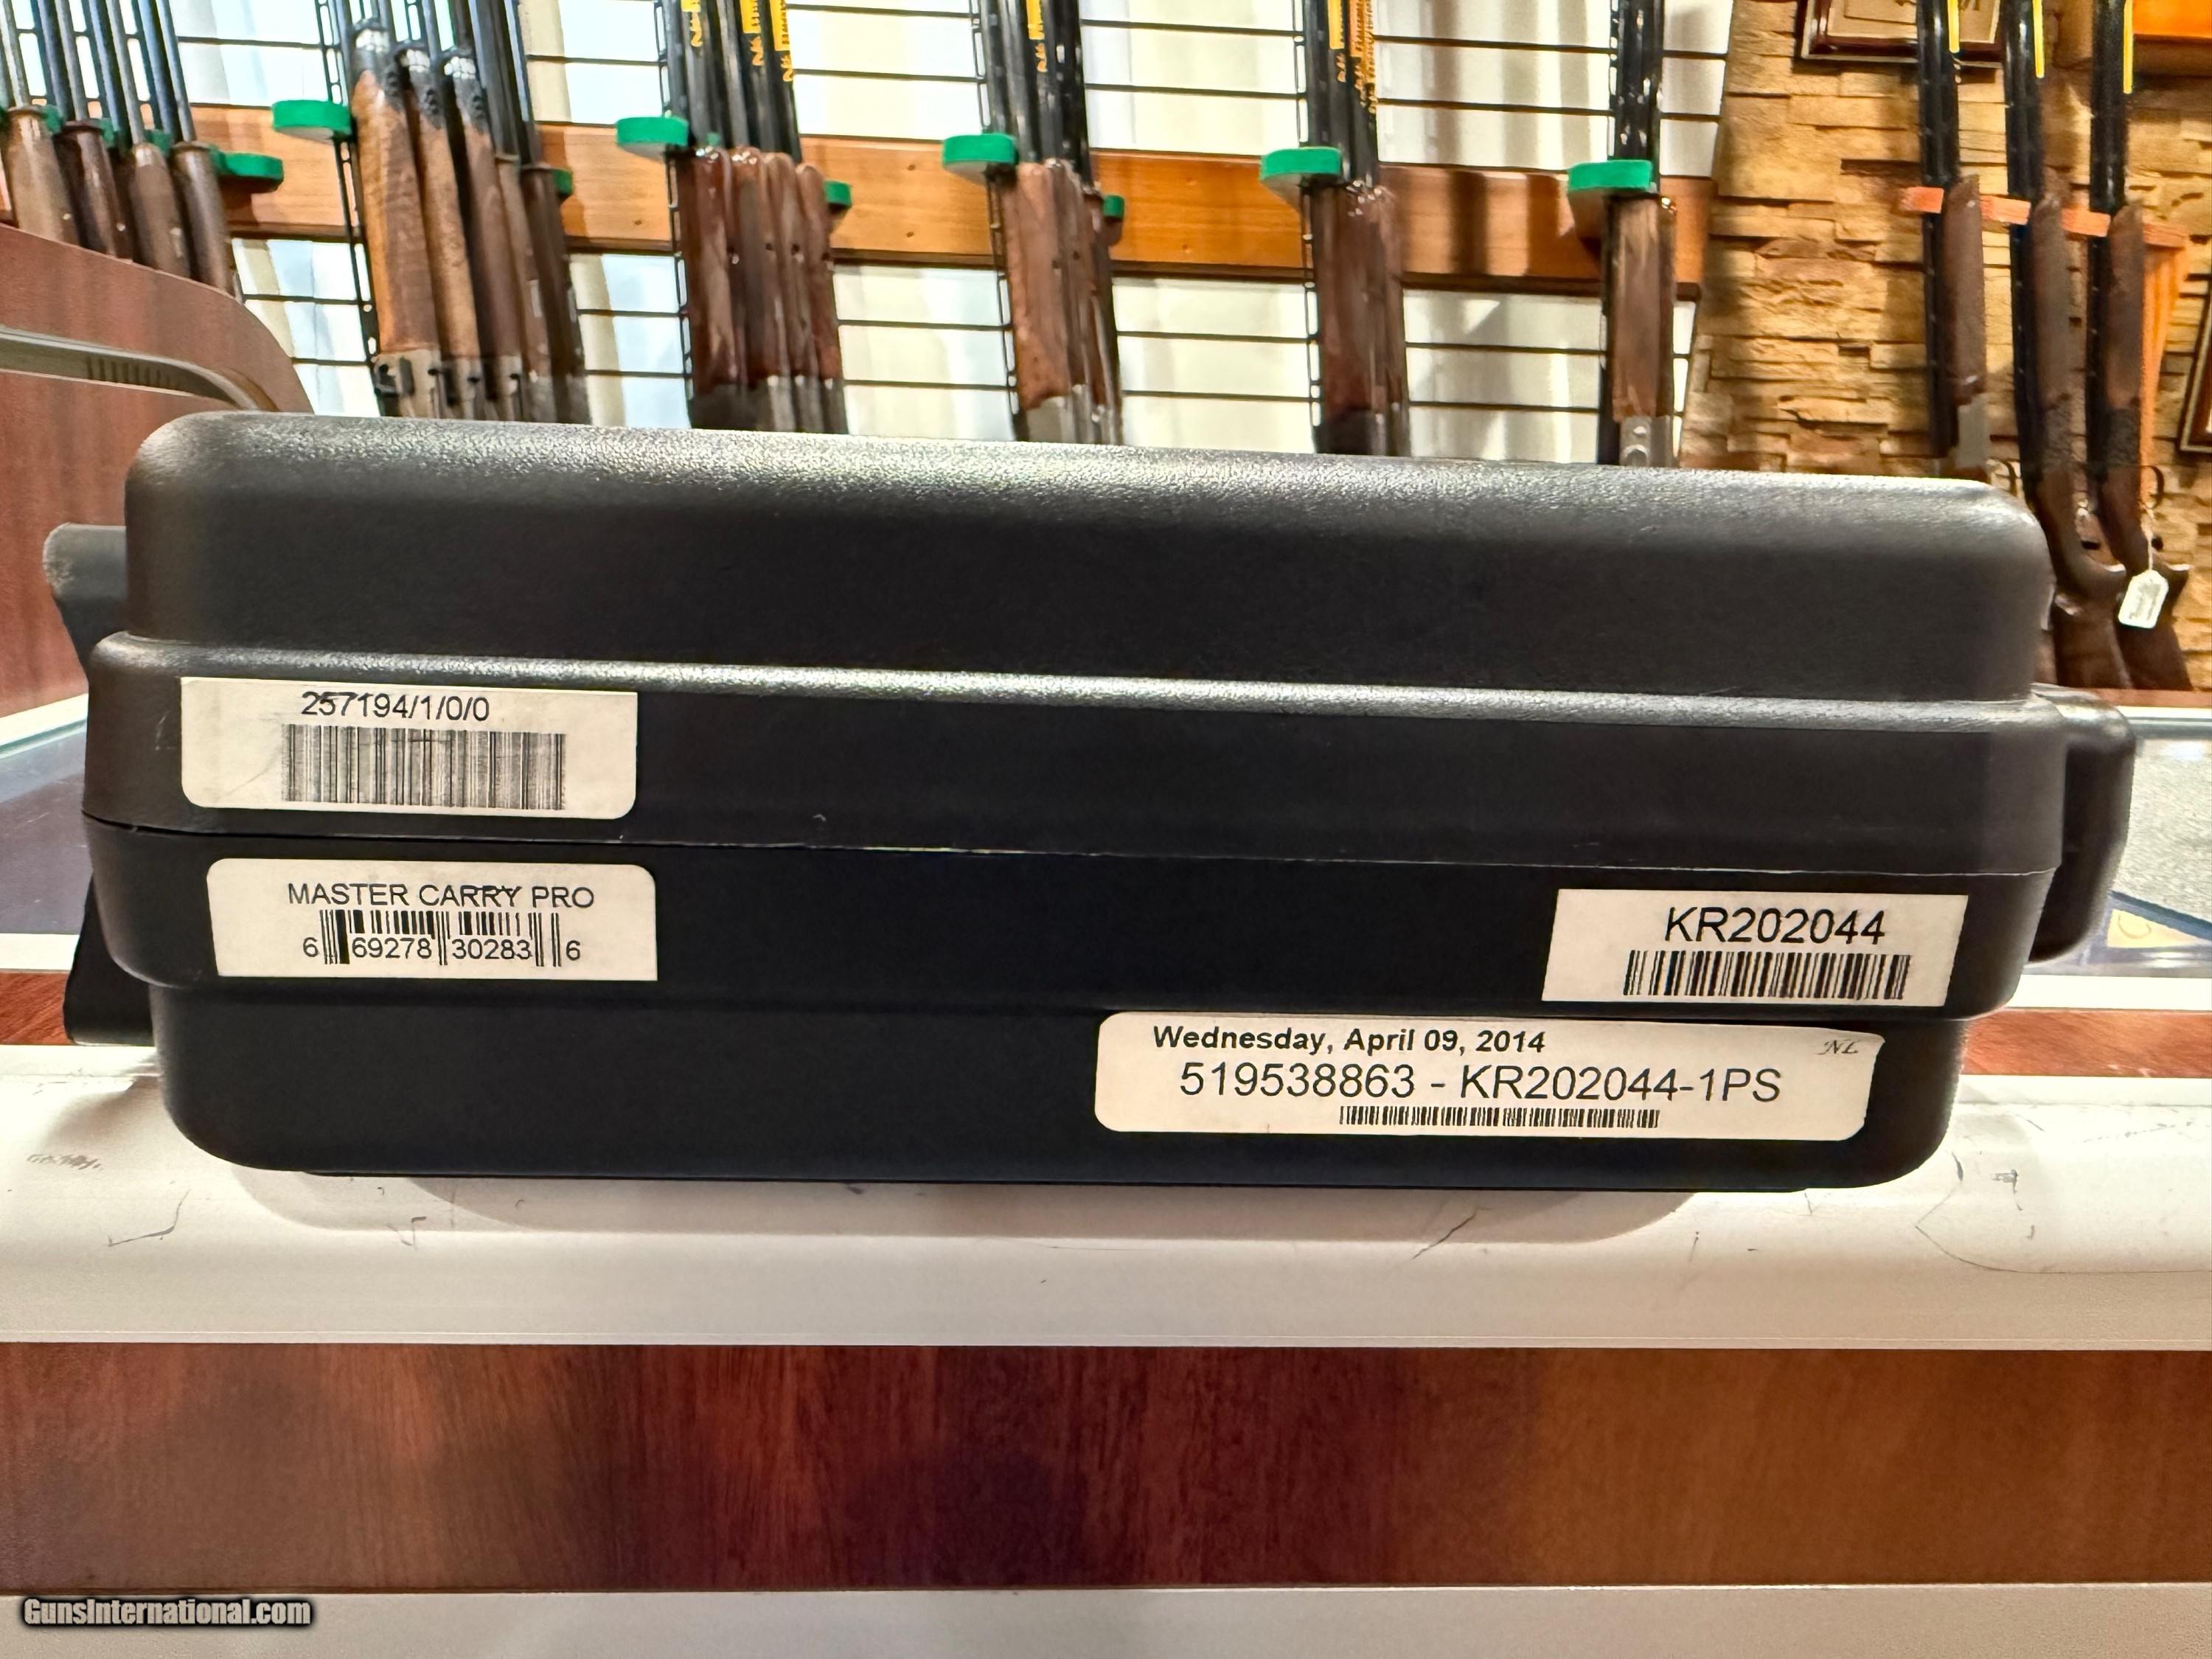 257194/1/0/0
MASTER CARRY PRO
6 69278 30283 6
KR202044
Wednesday, April 09, 2014
NL
519538863 - KR202044-1PS
GunsInternational.com